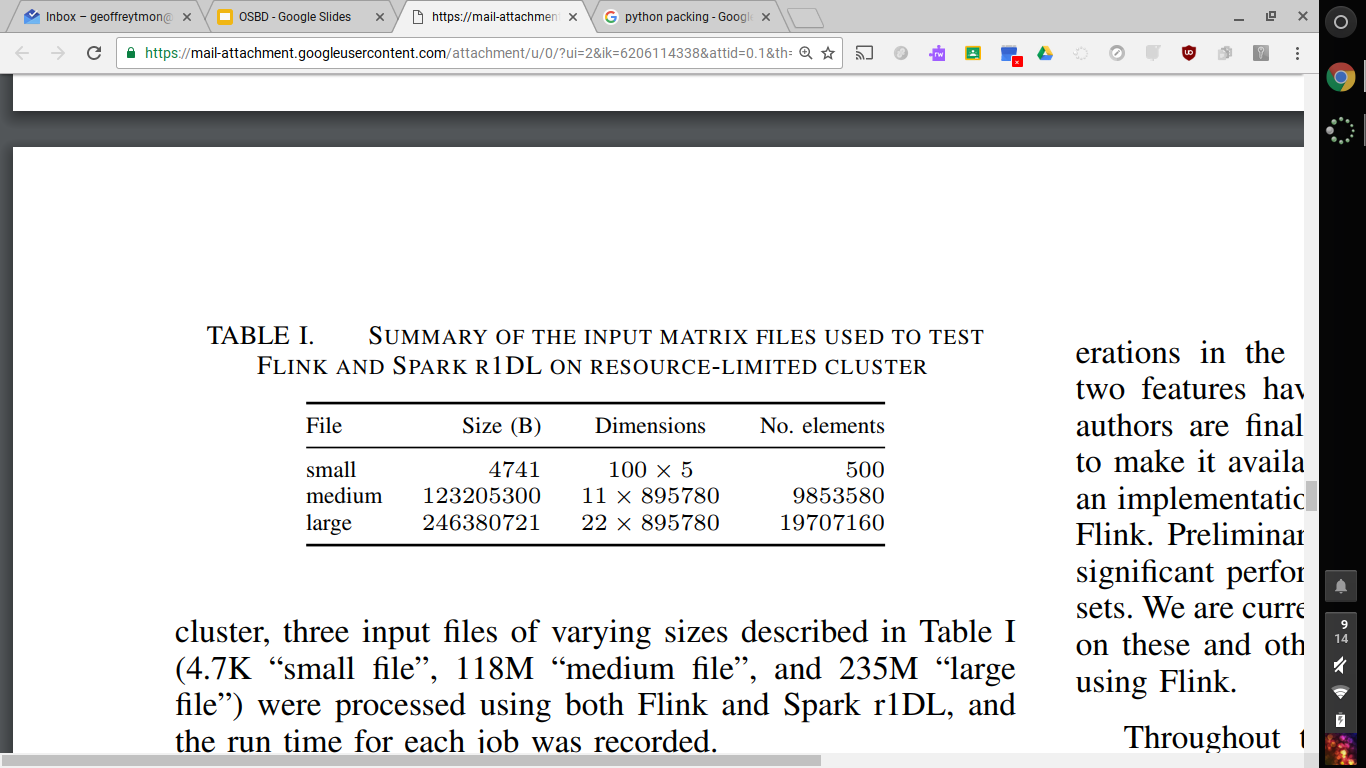 Inbox – geoffreytmon@
OSBD - Google Slides
https://mail-attachmen
python packing - Googl
https://mail-attachment.googleusercontent.com/attachment/u/0/?ui=2&ik=6206114338&attid=0.1&th=
TABLE I. SUMMARY OF THE INPUT MATRIX FILES USED TO TEST
FLINK AND SPARK R1DL ON RESOURCE-LIMITED CLUSTER
File Size (B) Dimensions No. elements
small 4741 100 × 5 500
medium 123205300 11 × 895780 9853580
large 246380721 22 × 895780 19707160
cluster, three input files of varying sizes described in Table I
(4.7K “small file”, 118M “medium file”, and 235M “large
file”) were processed using both Flink and Spark r1DL, and
the run time for each job was recorded.
erations in the
two features hav
authors are final
to make it availa
an implementatio
Flink. Preliminar
significant perfor
sets. We are curre
on these and oth
using Flink.
Throughout t
9
14